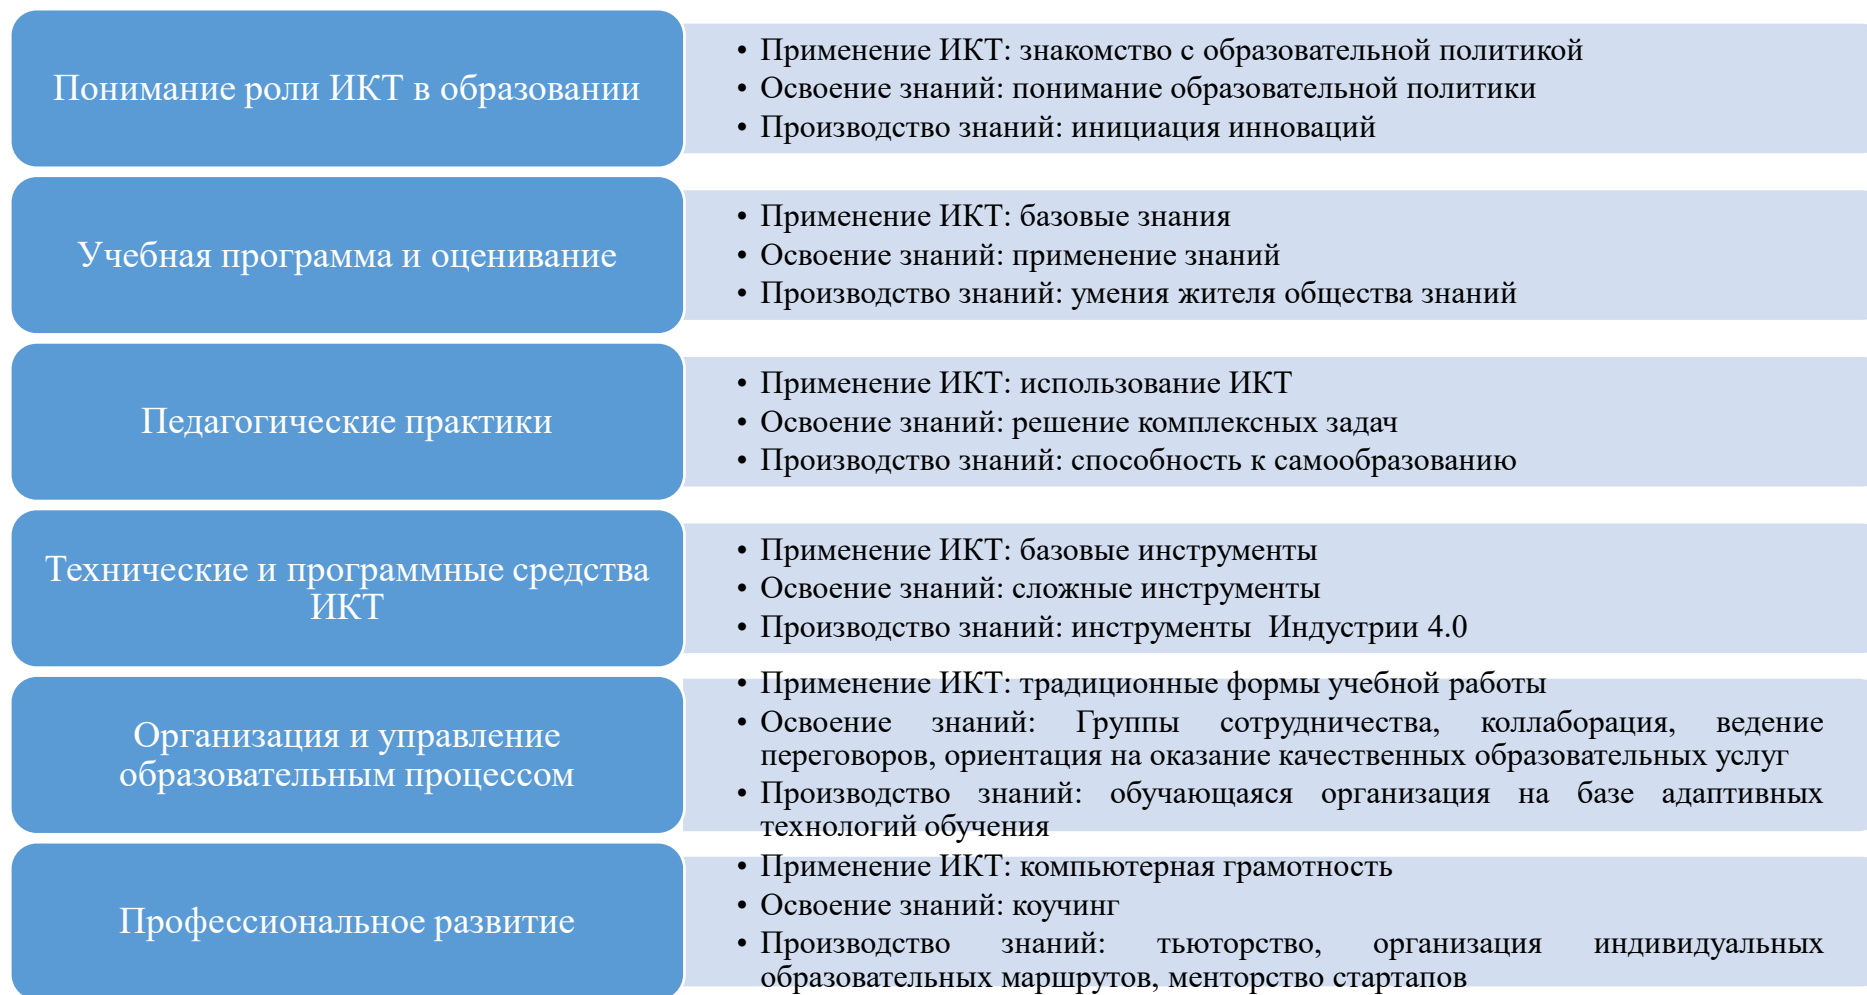 Понимание роли ИКТ в образовании
• Применение ИКТ: знакомство с образовательной политикой
• Освоение знаний: понимание образовательной политики
• Производство знаний: инициация инноваций
Учебная программа и оценивание
• Применение ИКТ: базовые знания
• Освоение знаний: применение знаний
• Производство знаний: умения жителя общества знаний
Педагогические практики
• Применение ИКТ: использование ИКТ
• Освоение знаний: решение комплексных задач
• Производство знаний: способность к самообразованию
Технические и программные средства
ИКТ
• Применение ИКТ: базовые инструменты
• Освоение знаний: сложные инструменты
• Производство знаний: инструменты  Индустрии 4.0
Организация и управление
образовательным процессом
• Применение ИКТ: традиционные формы учебной работы
• Освоение знаний: Группы сотрудничества, коллаборация, ведение
переговоров, ориентация на оказание качественных образовательных услуг
• Производство знаний: обучающаяся организация на базе адаптивных
технологий обучения
Профессиональное развитие
• Применение ИКТ: компьютерная грамотность
• Освоение знаний: коучинг
• Производство знаний: тьюторство, организация индивидуальных
образовательных маршрутов, менторство стартапов